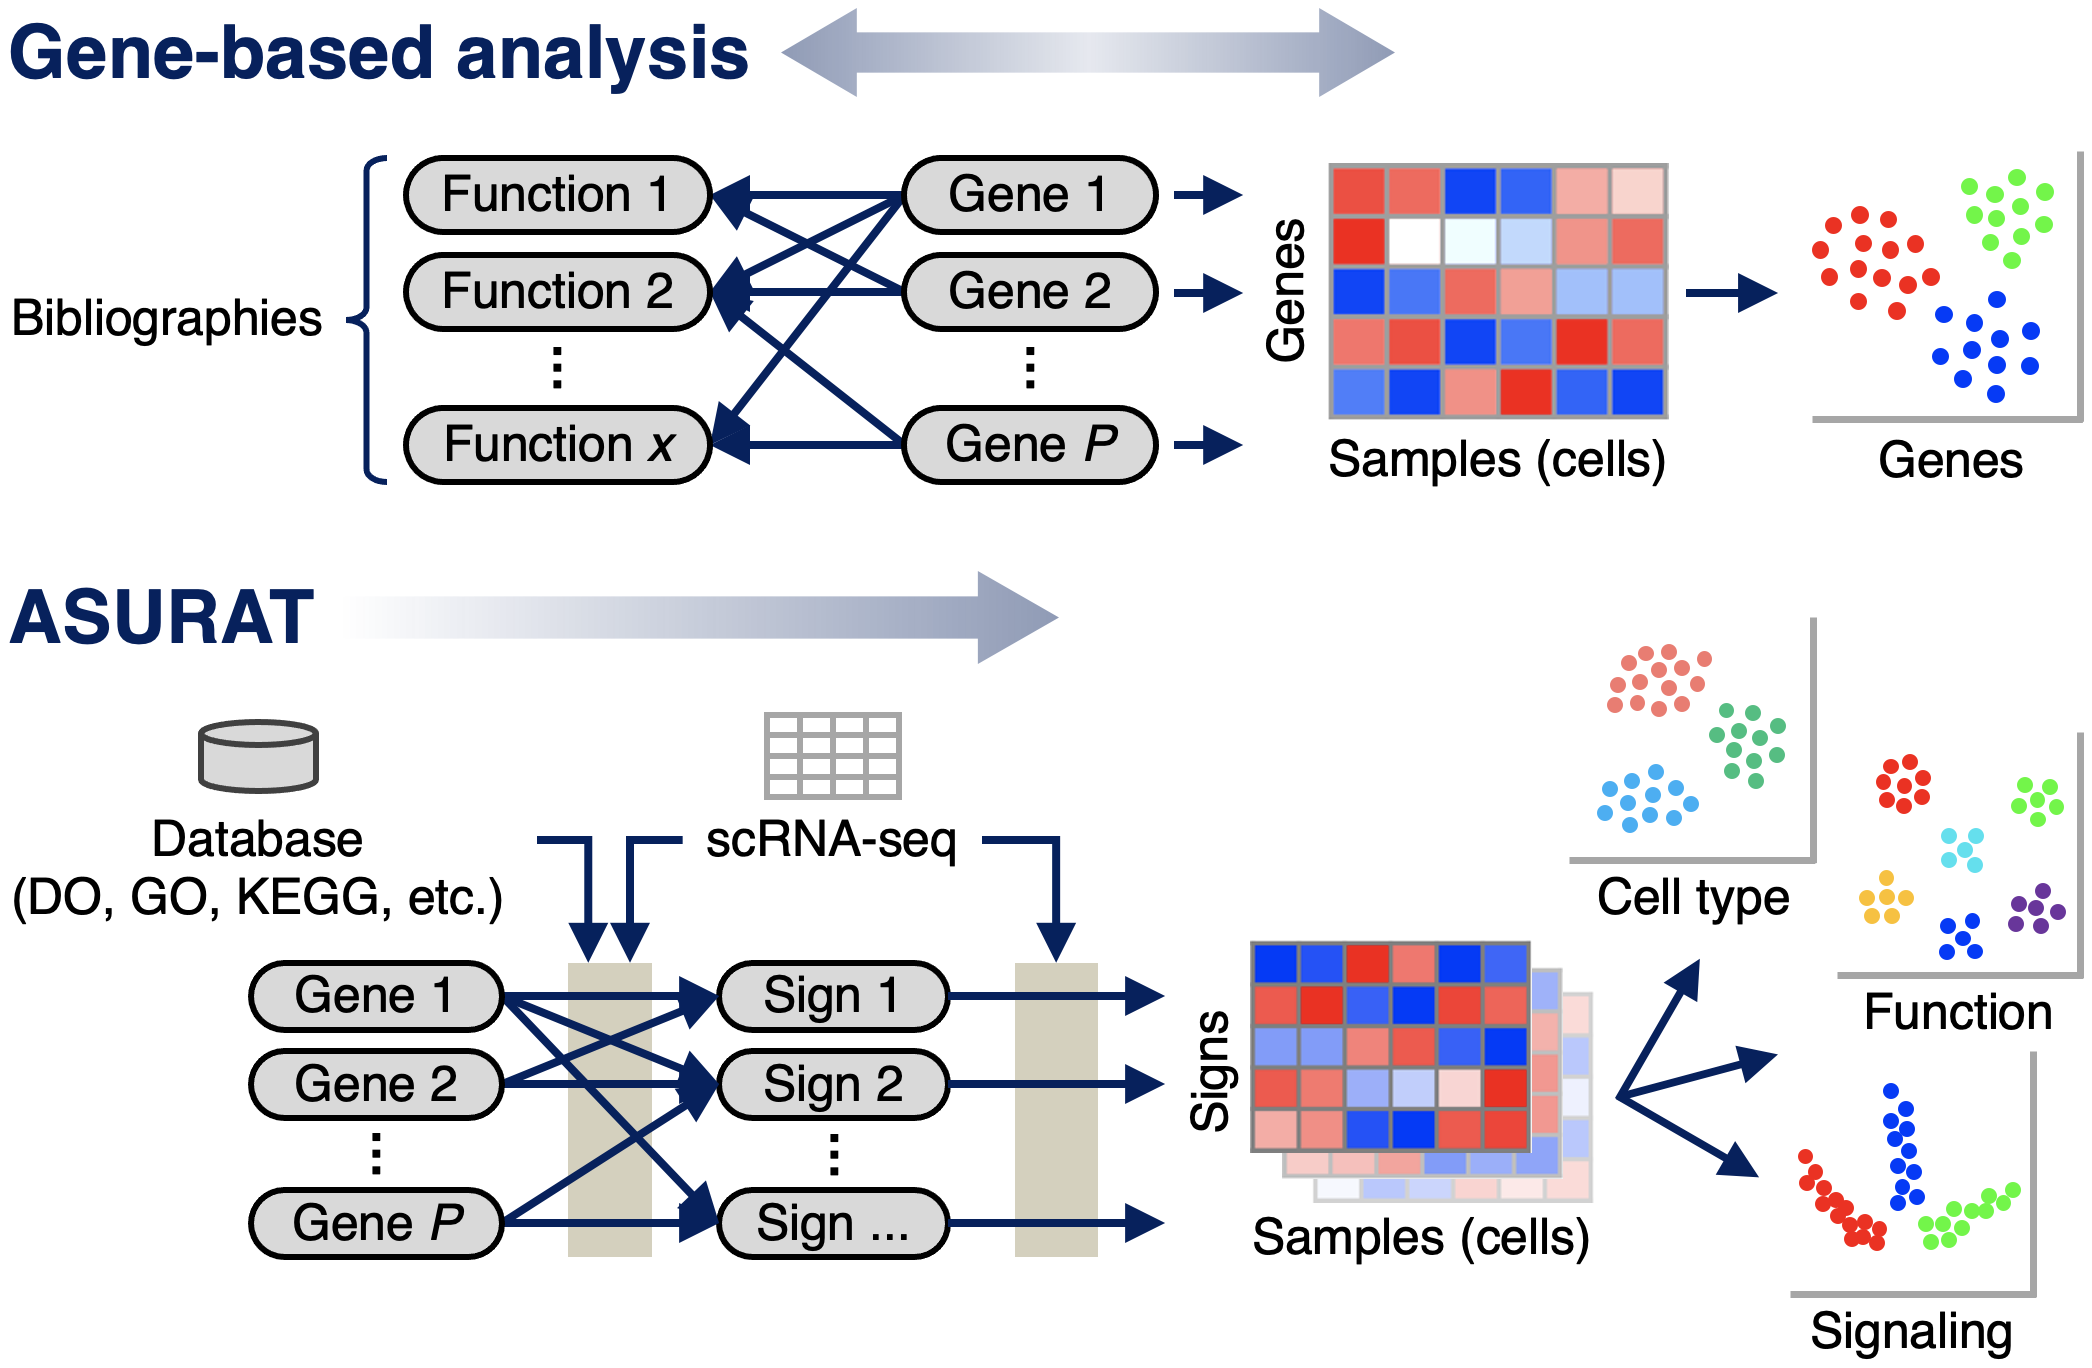 Gene-based analysis
Bibliographies
Function 1
Function 2
Function x
Gene 1
Gene 2
Gene P
Genes
Samples (cells)
Genes
ASURAT
Database
(DO, GO, KEGG, etc.)
scRNA-seq
Gene 1
Gene 2
Gene P
Sign 1
Sign 2
Sign ...
Signs
Samples (cells)
Cell type
Function
Signaling